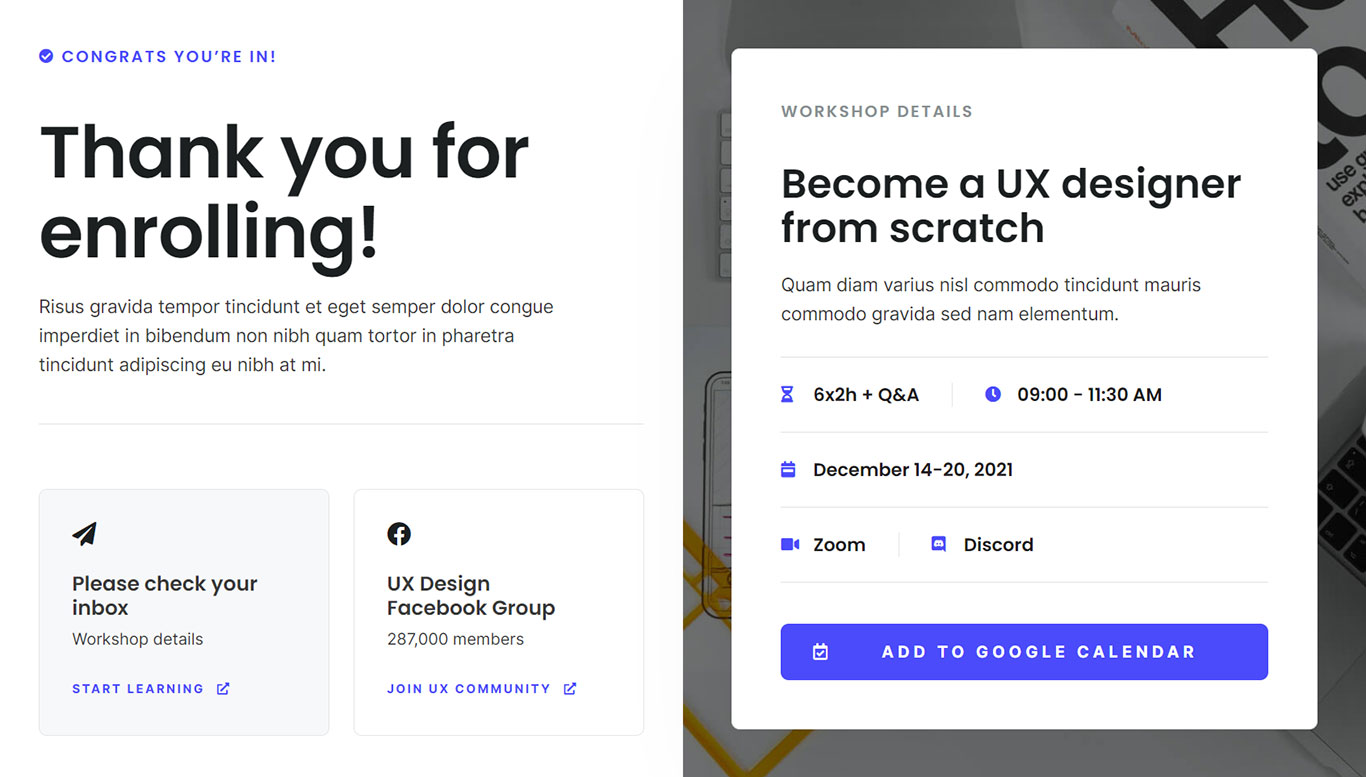 CONGRATS YOU’RE IN!
Thank you for
enrolling!
Risus gravida tempor tincidunt et eget semper dolor congue
imperdiet in bibendum non nibh quam tortor in pharetra
tincidunt adipiscing eu nibh at mi.
Please check your
inbox
Workshop details
START LEARNING
UX Design
Facebook Group
287,000 members
JOIN UX COMMUNITY
WORKSHOP DETAILS
Become a UX designer
from scratch
Quam diam varius nisl commodo tincidunt mauris
commodo gravida sed nam elementum.
6x2h + Q&A
09:00 - 11:30 AM
December 14-20, 2021
Zoom
Discord
ADD TO GOOGLE CALENDAR